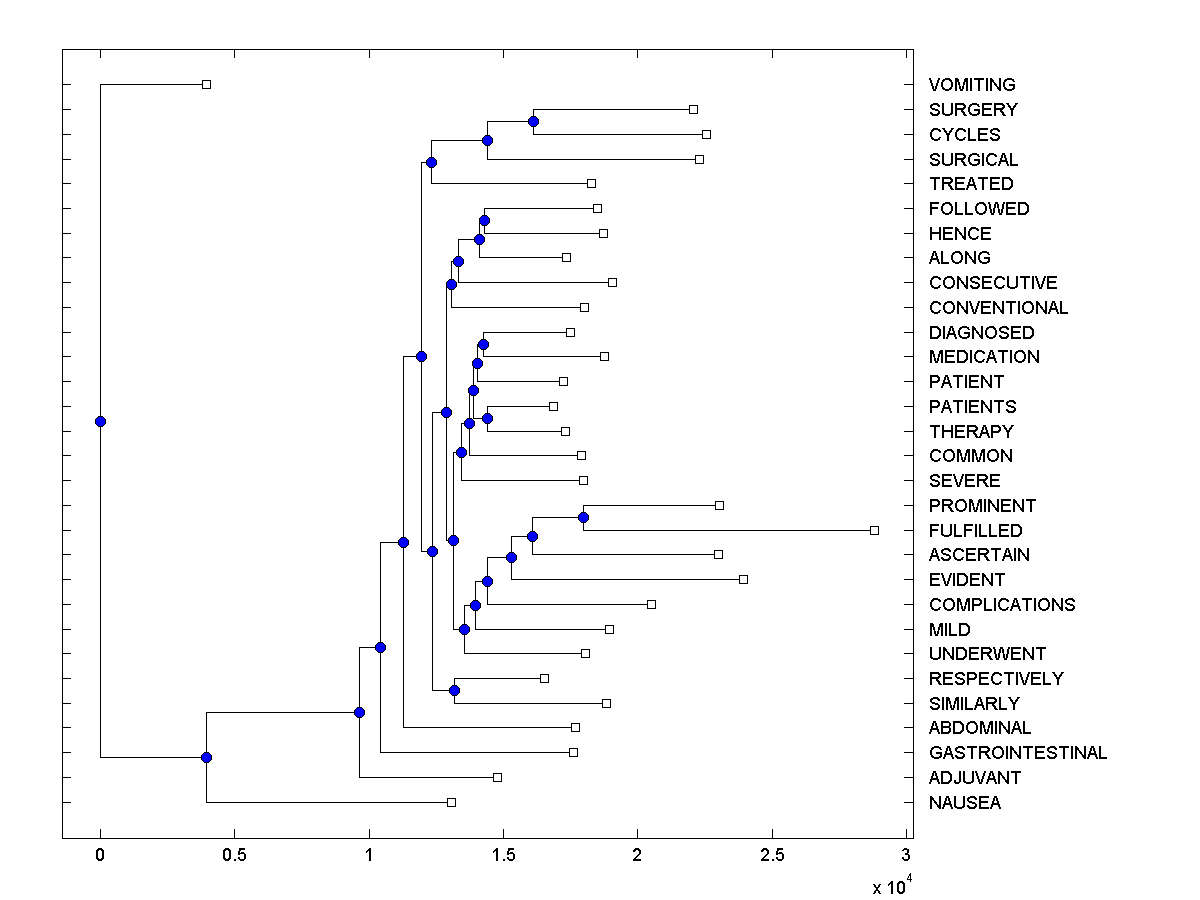 VOMITING
SURGERY
CYCLES
SURGICAL
TREATED
FOLLOWED
HENCE
ALONG
CONSECUTIVE
CONVENTIONAL
DIAGNOSED
MEDICATION
PATIENT
PATIENTS
THERAPY
COMMON
SEVERE
PROMINENT
FULFILLED
ASCERTAIN
EVIDENT
COMPLICATIONS
MILD
UNDERWENT
RESPECTIVELY
SIMILARLY
ABDOMINAL
GASTROINTESTINAL
ADJUVANT
NAUSEA
0 0.5 1 1.5 2 2.5 3
x 10^4